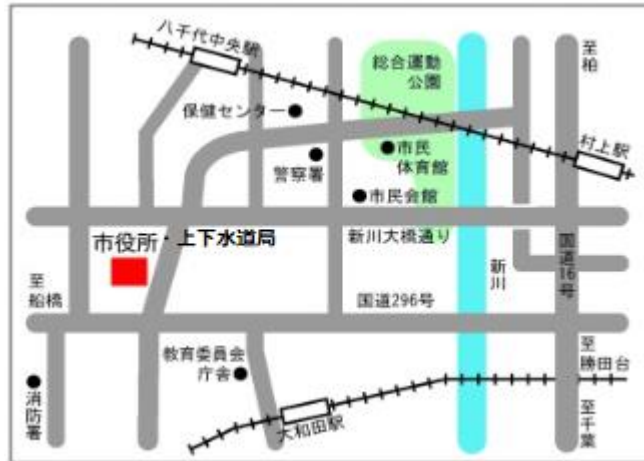 八千代中央駅
総合運動
公園
至柏
保健センター
市民
体育館
村上駅
警察署
市民会館
市役所・上下水道局
新川大橋通り
国道16号
新川
至
船橋
国道296号
教育委員会
庁舎
至
勝田台
消防署
大和田駅
至千葉